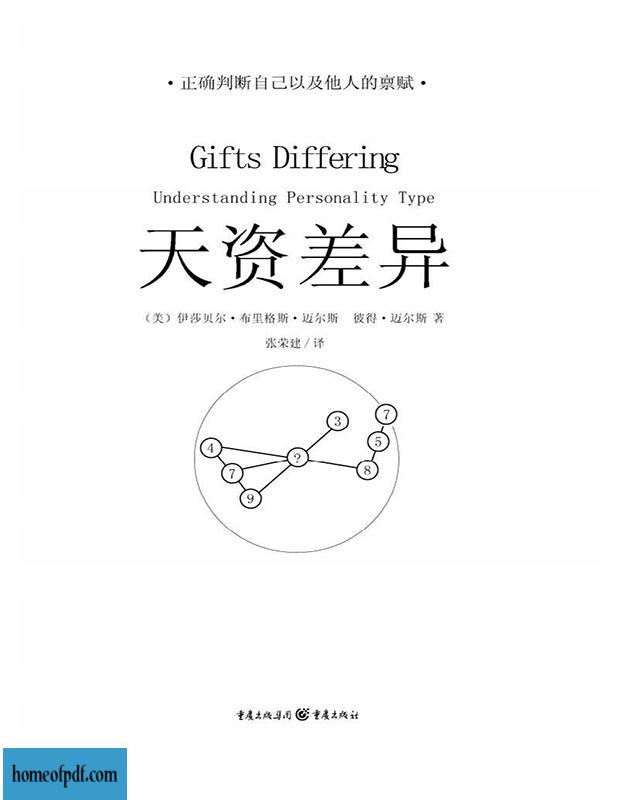 ·正确判断自己以及他人的禀赋·
Gifts Differing
Understanding Personality Type
天资差异
（美）伊莎贝尔·布里格斯·迈尔斯　彼得·迈尔斯 著
张荣建/译
3
7
5
4
?
7
8
9
重庆出版集团 重庆出版社
homeofpdf.com